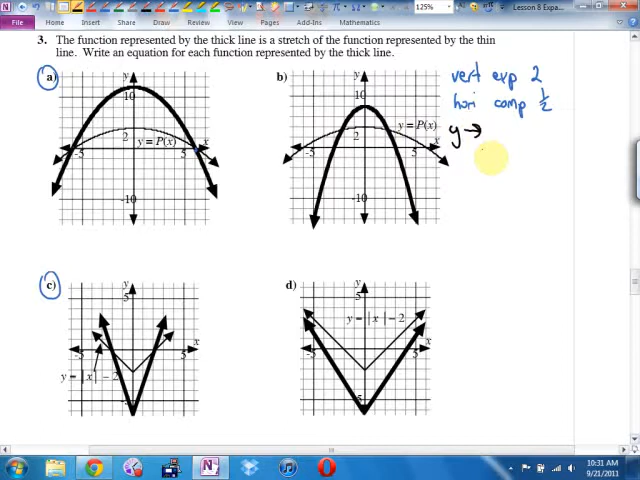 125%
Lesson 8 Expa
File Home Insert Share Draw Review View Pages Add-Ins Mathematics
3. The function represented by the thick line is a stretch of the function represented by the thin
line. Write an equation for each function represented by the thick line.
a)
y
10
2
y = P(x)
x
-5
5
-10
b)
y
10
2
y = P(x)
x
-5
5
-10
vert exp 2
hori comp 1/2
y →
c)
y
5
x
-5
5
y = | x | - 2
d)
y
5
y = | x | - 2
x
-5
5
-5
10:31 AM
9/21/2011